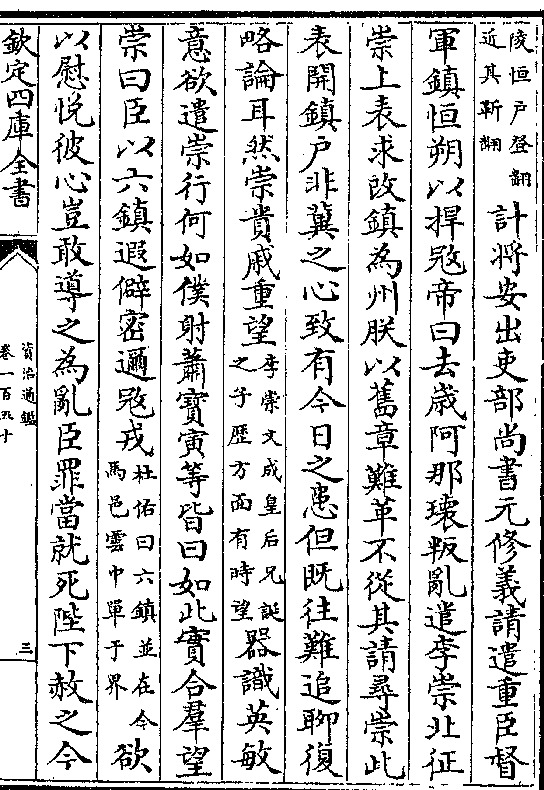 陵恒戶登翻
近其靳翻
計將安出吏部尚書元修義請遣重臣督
軍鎮恒朔以捍宼帝曰去歳阿那瓌叛亂遣李崇北征
崇上表求改鎮為州朕以舊章難革不從其請尋崇此
表開鎮戶非冀之心致有今日之患但既往難追聊復
略論耳然崇貴戚重望
李崇文成皇后兄誕
之子歴方面有時望
器識英敏
意欲遣崇行何如僕射蕭寶寅等皆曰如此實合羣望
崇曰臣以六鎮遐僻密邇宼戎
杜佑曰六鎮並在今
馬邑雲中單于界
欲
以慰悦彼心豈敢導之為亂臣罪當就死陛下赦之今
欽定四庫全書
資治通鑑
卷一百五十
三